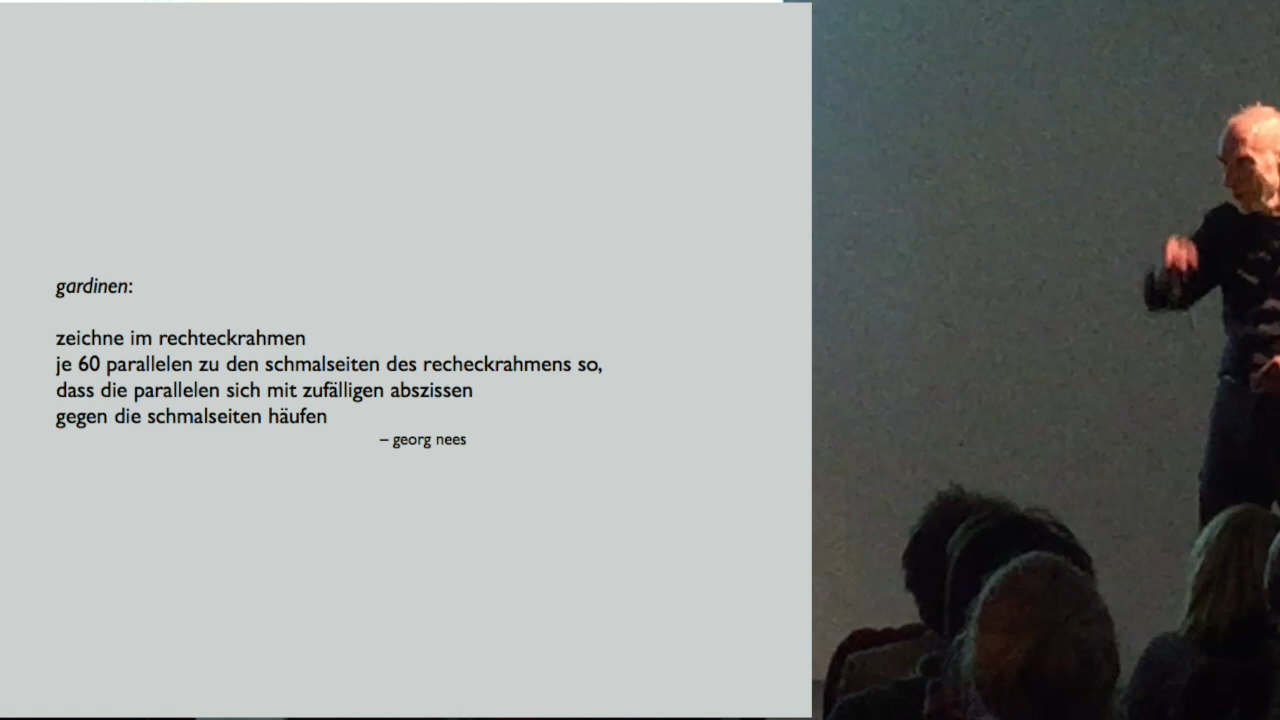 gardinen:
zeichne im rechteckrahmen
je 60 parallelen zu den schmalseiten des recheckrahmens so,
dass die parallelen sich mit zufälligen abszissen
gegen die schmalseiten häufen
– georg nees